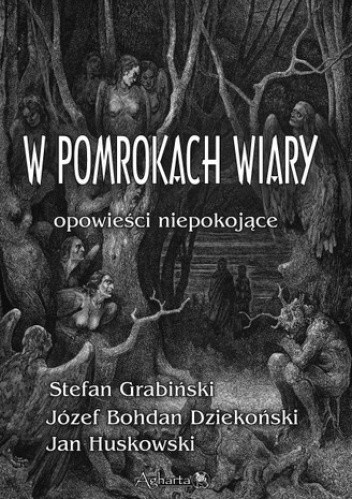 W POMROKACH WIARY
opowieści niepokojące
Stefan Grabiński
Józef Bohdan Dziekoński
Jan Huskowski
Agharta